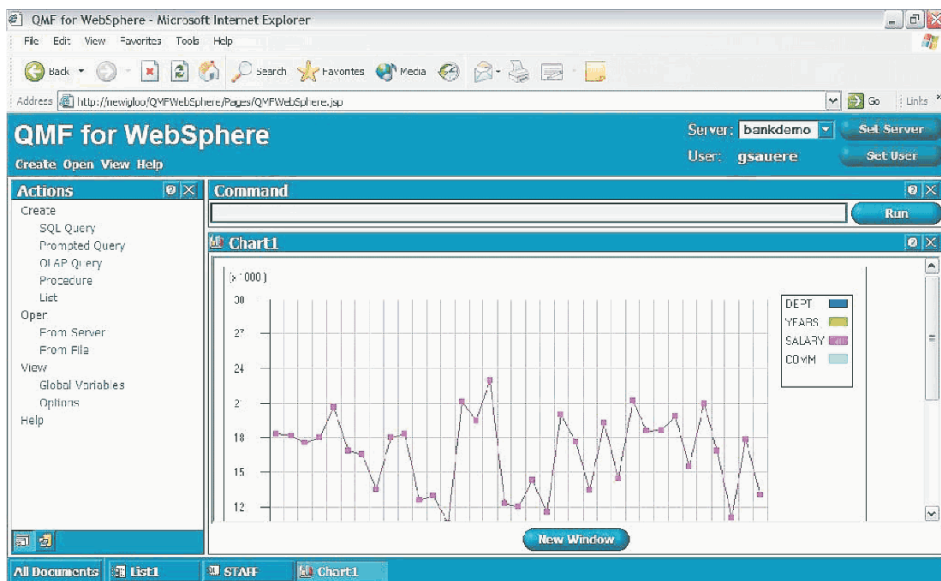 QMF for WebSphere - Microsoft Internet Explorer
File Edit View Favorites Tools Help
Back Search Favorites Media
Address http://newigloo/QMFWebSphere/Pages/QMFWebSphere.jsp Go Links »
QMF for WebSphere
Server: bankdemo Set Server
User: gsauere Set User
Create Open View Help
Actions
Create
SQL Query
Prompted Query
OLAP Query
Procedure
List
Open
From Server
From File
View
Global Variables
Options
Help
Command
Run
Chart1
(x 1000)
30
27
24
21
18
15
12
DEPT
YEARS
SALARY
COMM
New Window
All Documents List1 STAFF Chart1